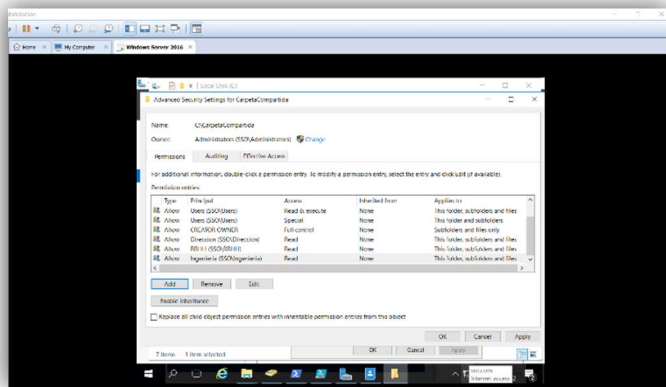 Home
My Computer
Windows Server 2016
Local Disk (C:)
Advanced Security Settings for CarpetaCompartida
Name: C:\CarpetaCompartida
Owner: Administrators (SSO\Administrators) Change
Permissions Auditing Effective Access
For additional information, double-click a permission entry. To modify a permission entry, select the entry and click Edit (if available).
Permission entries:
Type Principal Access Inherited from Applies to
Allow Users (SSO\Users) Read & execute None This folder, subfolders and files
Allow Users (SSO\Users) Special None This folder and subfolders
Allow CREATOR OWNER Full control None Subfolders and files only
Allow Direccion (SSO\Direccion) Read None This folder, subfolders and files
Allow RRHH (SSO\RRHH) Read None This folder, subfolders and files
Allow Ingenieria (SSO\Ingenieria) Read None This folder, subfolders and files
Add Remove Edit
Enable inheritance
Replace all child object permission entries with inheritable permission entries from this object
OK Cancel Apply
OK Cancel Apply
7 items 1 item selected
Internet access